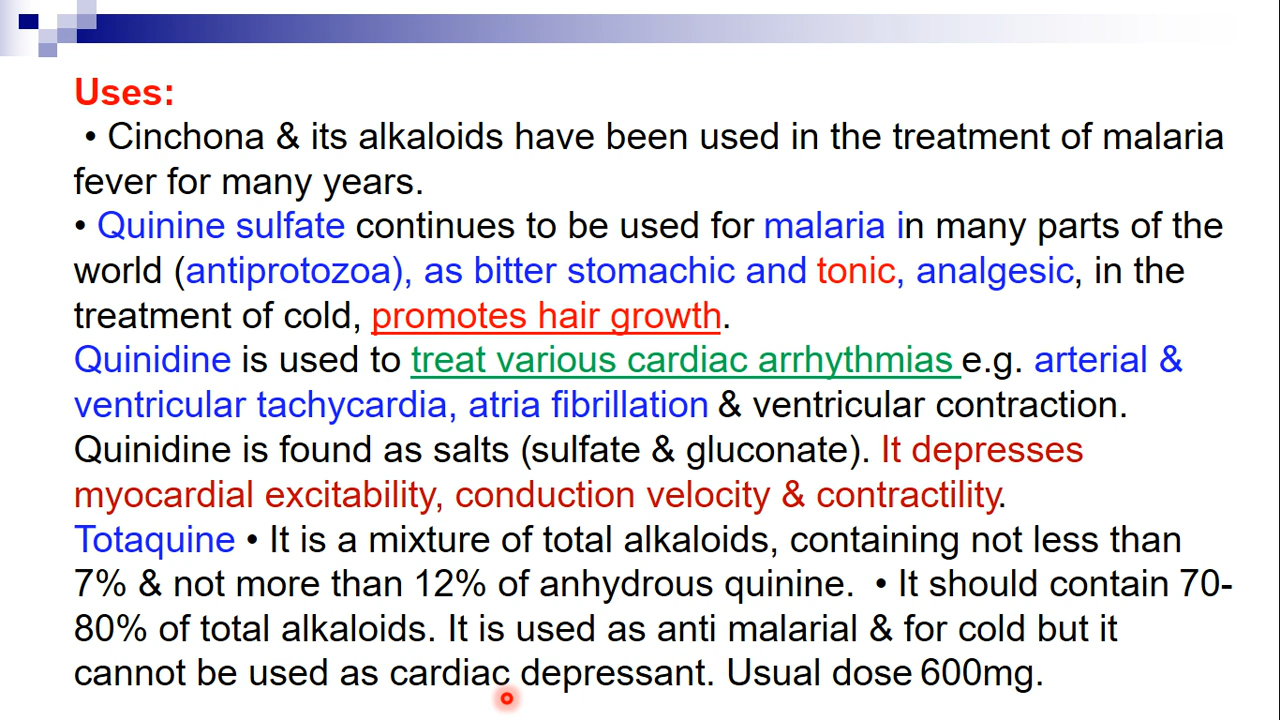 Uses:
• Cinchona & its alkaloids have been used in the treatment of malaria
fever for many years.
• Quinine sulfate continues to be used for malaria in many parts of the
world (antiprotozoa), as bitter stomachic and tonic, analgesic, in the
treatment of cold, promotes hair growth.
Quinidine is used to treat various cardiac arrhythmias e.g. arterial &
ventricular tachycardia, atria fibrillation & ventricular contraction.
Quinidine is found as salts (sulfate & gluconate). It depresses
myocardial excitability, conduction velocity & contractility.
Totaquine • It is a mixture of total alkaloids, containing not less than
7% & not more than 12% of anhydrous quinine. • It should contain 70-
80% of total alkaloids. It is used as anti malarial & for cold but it
cannot be used as cardiac depressant. Usual dose 600mg.